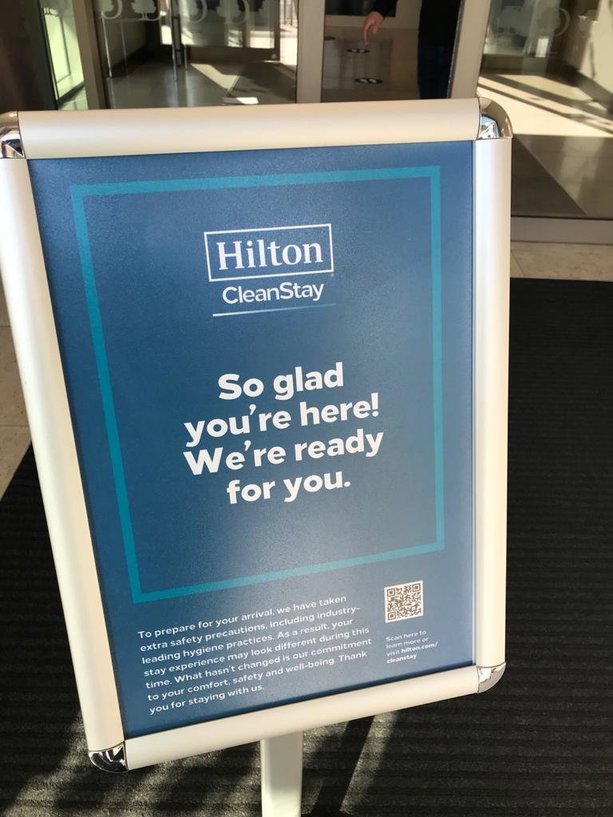 Hilton
CleanStay
So glad
you're here!
We're ready
for you.
To prepare for your arrival, we have taken
extra safety precautions, including industry-
leading hygiene practices. As a result, your
stay experience may look different during this
time. What hasn't changed is our commitment
to your comfort, safety and well-being. Thank
you for staying with us.
Scan here to
learn more or
visit hilton.com/
cleanstay